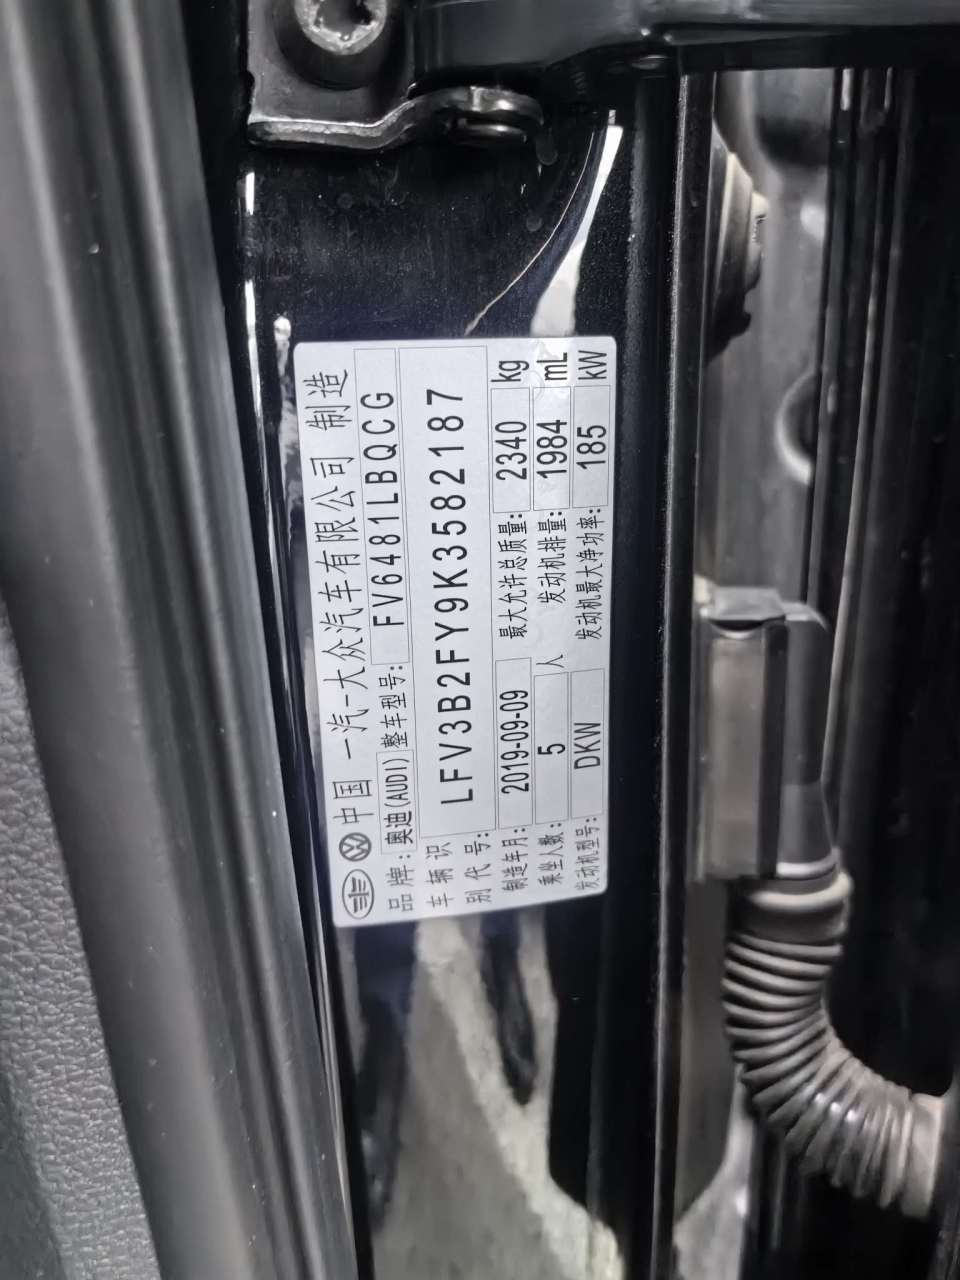 中国 一汽-大众汽车有限公司 制造
品牌: 奥迪(AUDI) 整车型号: FV6481LBQCG
车辆识别代号: LFV3B2FY9K3582187
制造年月: 2019-09-09 最大允许总质量: 2340 kg
乘坐人数: 5 人 发动机排量: 1984 mL
发动机型号: DKW 发动机最大净功率: 185 kW